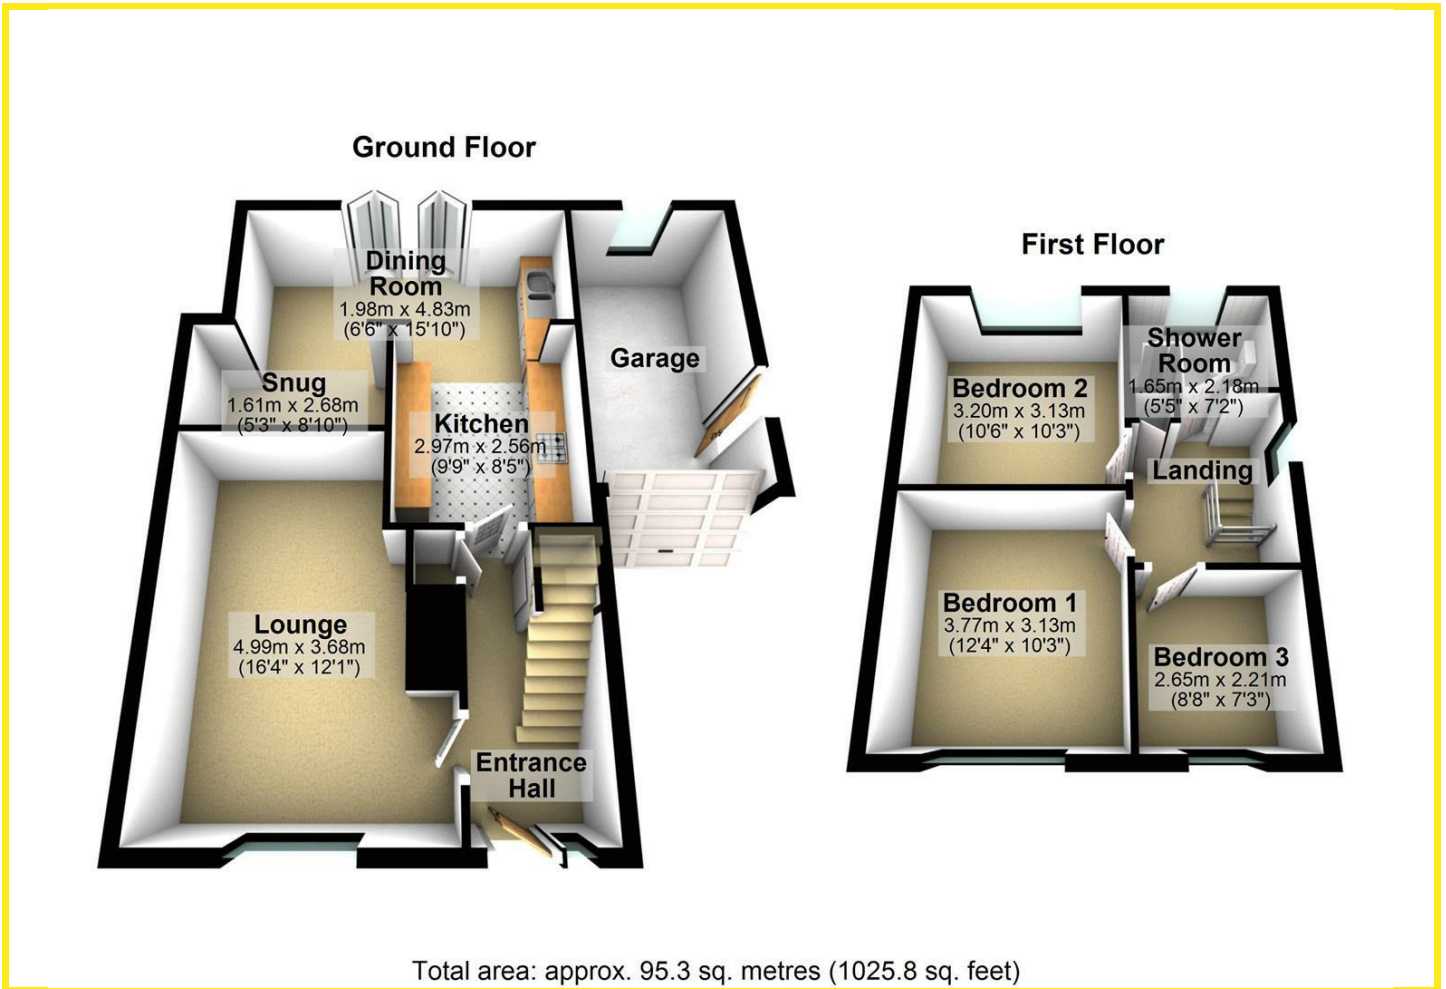 Ground Floor
Dining
Room
1.98m x 4.83m
(6'6" x 15'10")
Snug
1.61m x 2.68m
(5'3" x 8'10")
Kitchen
2.97m x 2.56m
(9'9" x 8'5")
Garage
Lounge
4.99m x 3.68m
(16'4" x 12'1")
Entrance
Hall
First Floor
Shower
Room
1.65m x 2.18m
(5'5" x 7'2")
Bedroom 2
3.20m x 3.13m
(10'6" x 10'3")
Landing
Bedroom 1
3.77m x 3.13m
(12'4" x 10'3")
Bedroom 3
2.65m x 2.21m
(8'8" x 7'3")
Total area: approx. 95.3 sq. metres (1025.8 sq. feet)